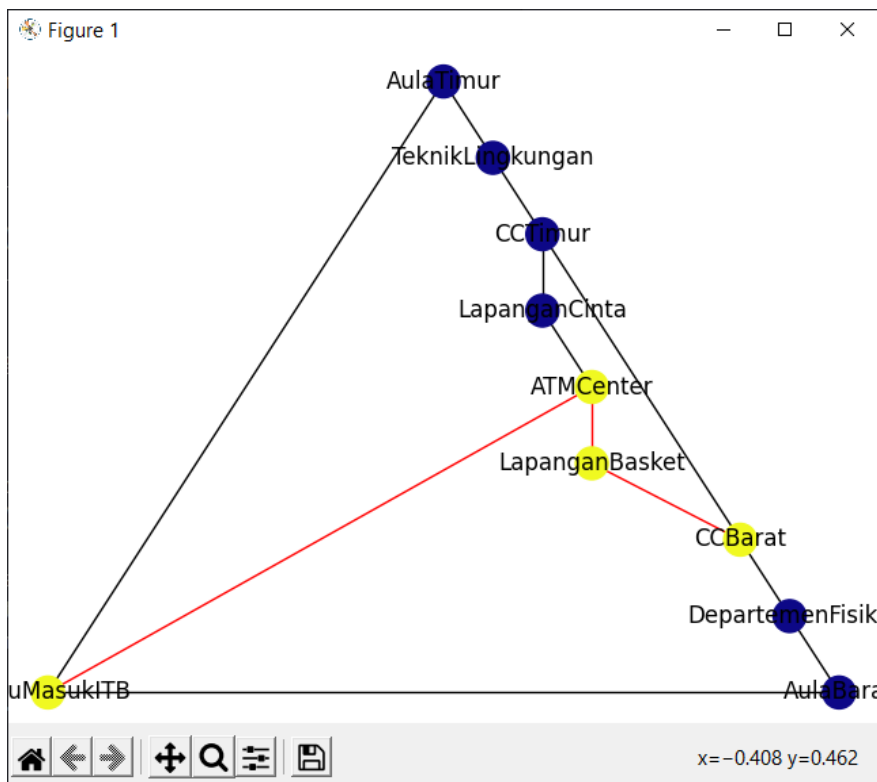 Figure 1
AulaTimur
TeknikLingkungan
CCTimur
LapanganCinta
ATMCenter
LapanganBasket
CCBarat
DepartemenFisik
uMasukITB
AulaBara
x=−0.408 y=0.462